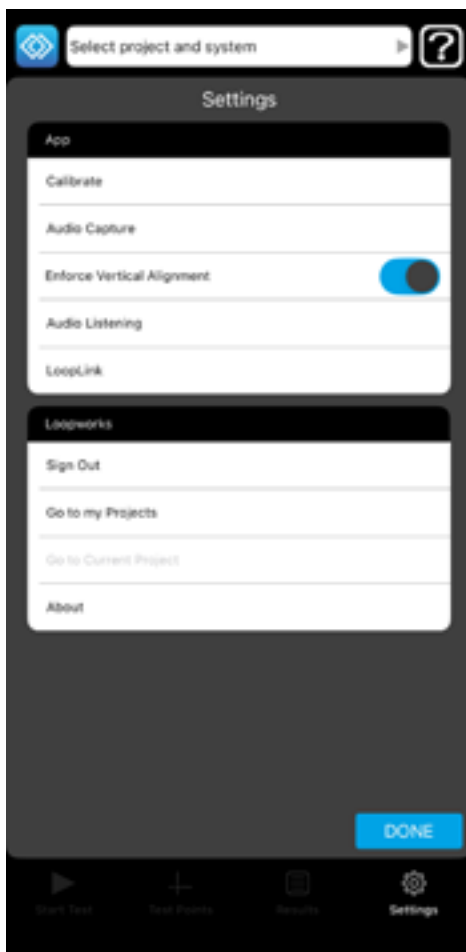 Select project and system
?
Settings
App
Calibrate
Audio Capture
Enforce Vertical Alignment
Audio Listening
LoopLink
Loopworks
Sign Out
Go to my Projects
Go to Current Project
About
DONE
Start Test
Test Points
Results
Settings